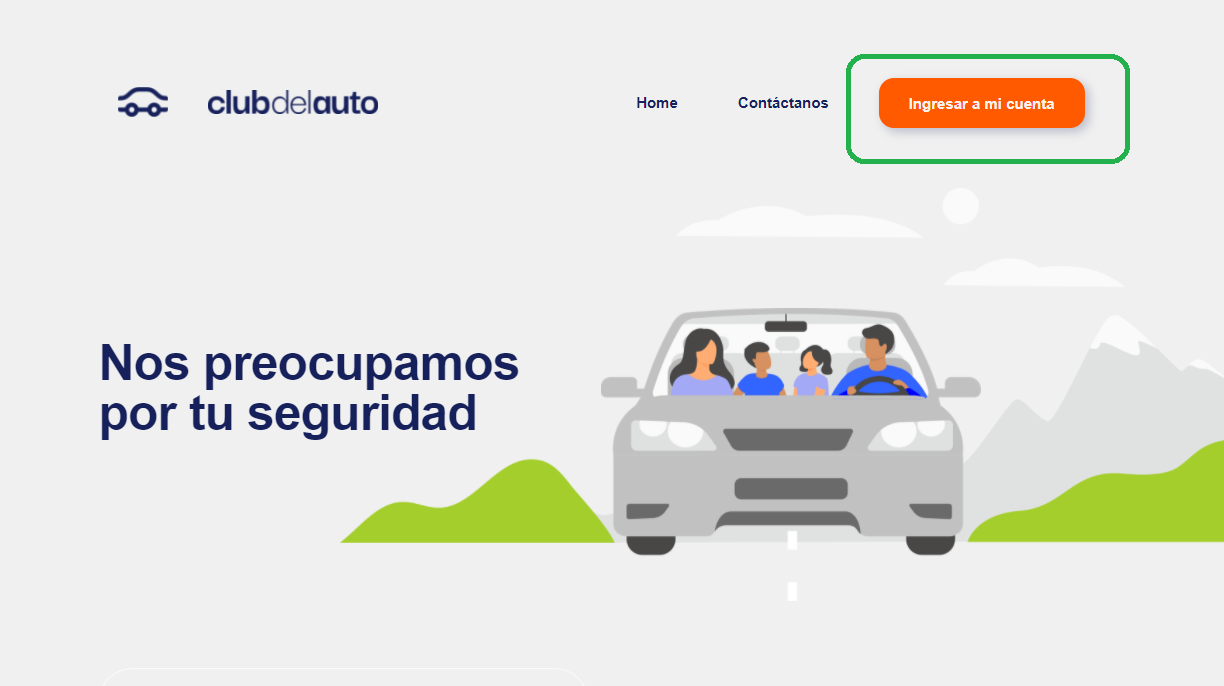 clubdelauto
Home
Contáctanos
Ingresar a mi cuenta
Nos preocupamos
por tu seguridad